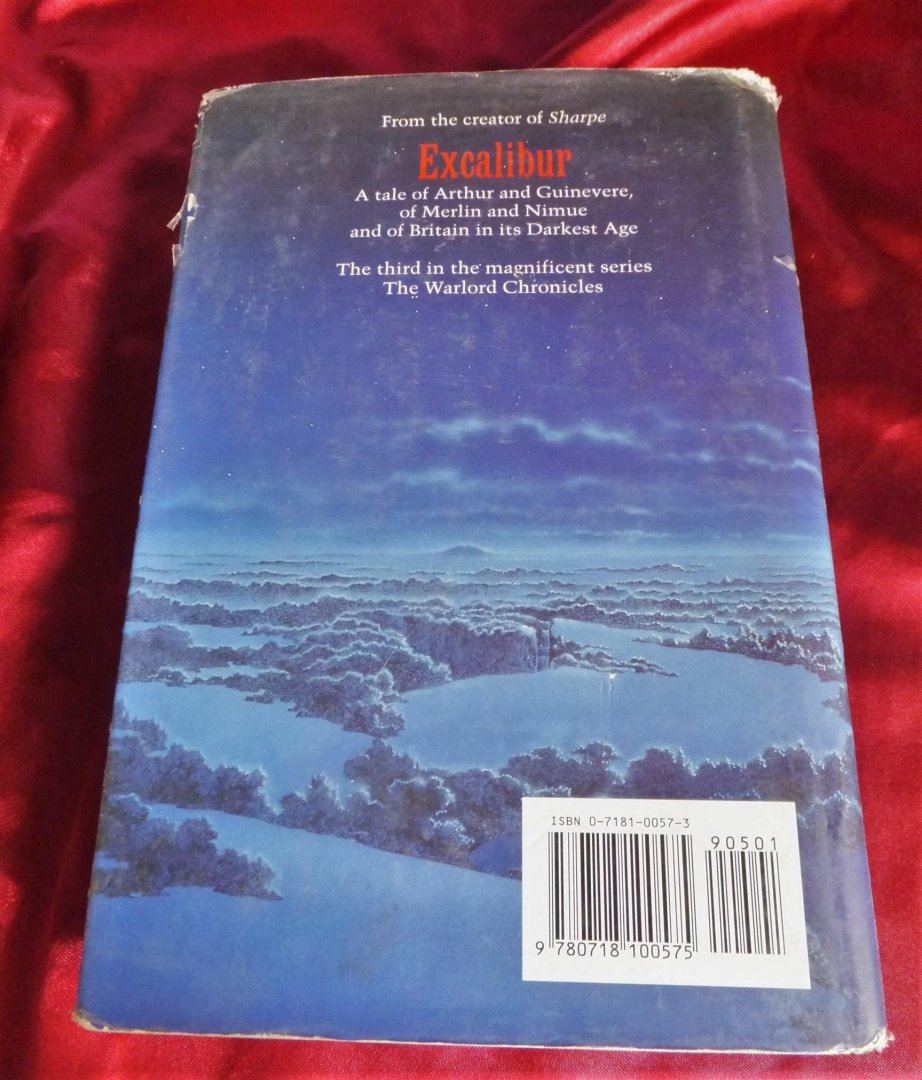 From the creator of Sharpe
Excalibur
A tale of Arthur and Guinevere,
of Merlin and Nimue
and of Britain in its Darkest Age
The third in the magnificent series
The Warlord Chronicles
ISBN 0-7181-0057-3
90501
9 780718 100575